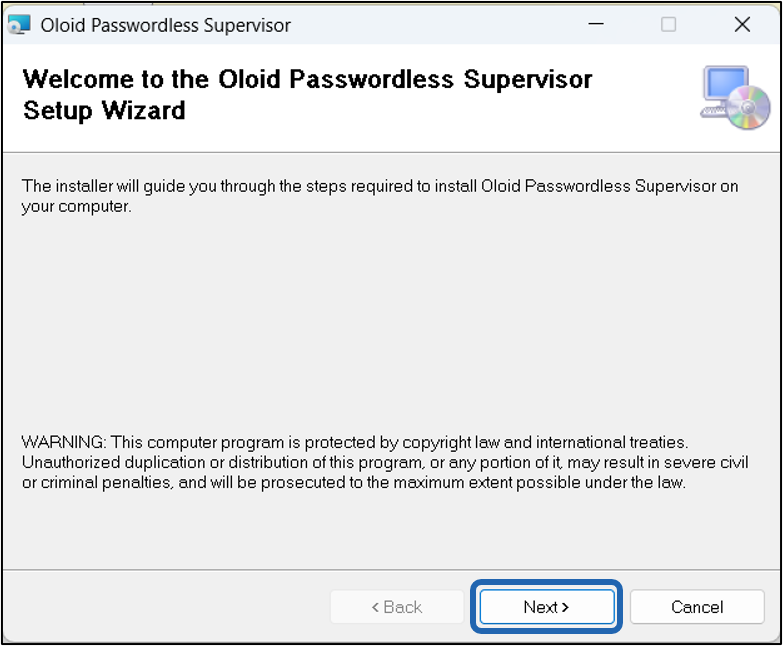 Oloid Passwordless Supervisor
Welcome to the Oloid Passwordless Supervisor
Setup Wizard
The installer will guide you through the steps required to install Oloid Passwordless Supervisor on
your computer.
WARNING: This computer program is protected by copyright law and international treaties.
Unauthorized duplication or distribution of this program, or any portion of it, may result in severe civil
or criminal penalties, and will be prosecuted to the maximum extent possible under the law.
< Back
Next >
Cancel